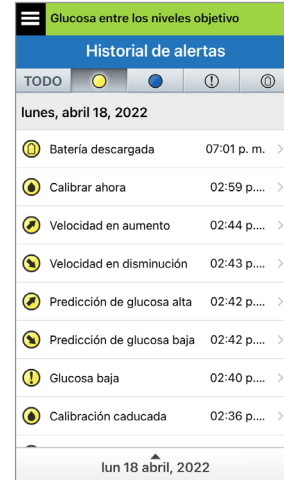 Glucosa entre los niveles objetivo
Historial de alertas
TODO
lunes, abril 18, 2022
Batería descargada 07:01 p. m.
Calibrar ahora 02:59 p....
Velocidad en aumento 02:44 p....
Velocidad en disminución 02:43 p....
Predicción de glucosa alta 02:42 p....
Predicción de glucosa baja 02:42 p....
Glucosa baja 02:40 p....
Calibración caducada 02:36 p....
lun 18 abril, 2022